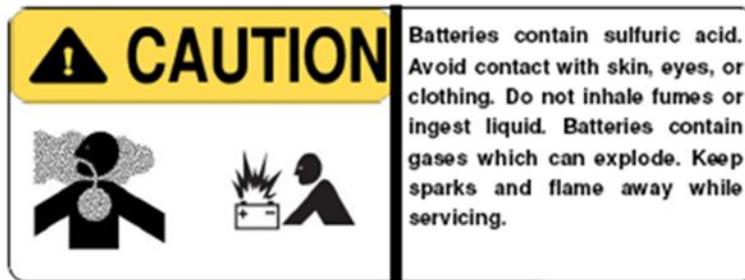 CAUTION
Batteries contain sulfuric acid.
Avoid contact with skin, eyes, or
clothing. Do not inhale fumes or
ingest liquid. Batteries contain
gases which can explode. Keep
sparks and flame away while
servicing.